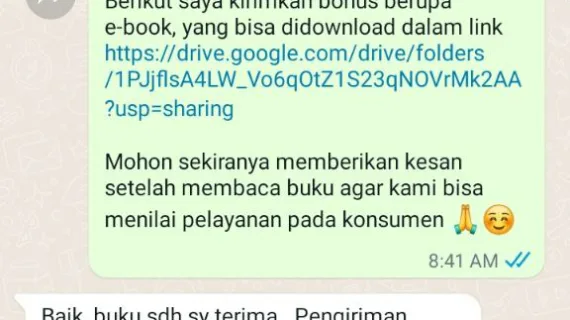 Berikut saya kirimkan bonus berupa
e-book, yang bisa didownload dalam link
https://drive.google.com/drive/folders
/1PJjflsA4LW_Vo6qOtZ1S23qNOVrMk2AA
?usp=sharing
Mohon sekiranya memberikan kesan
setelah membaca buku agar kami bisa
menilai pelayanan pada konsumen 🙏☺️
8:41 AM
Baik, buku sdh sy terima.. Pengiriman